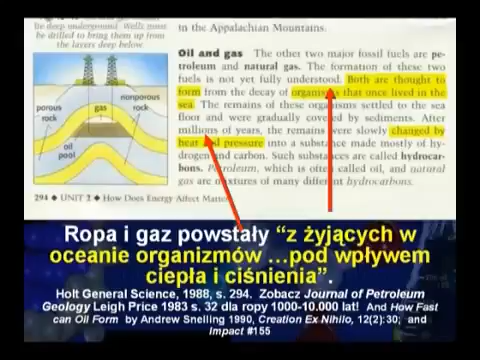 be deep underground. Wells must
be drilled to bring them up from
the layers deep below.
porous
rock
gas
nonporous
rock
oil
pool
294 ◆ UNIT 2 ◆ How Does Energy Affect Matter
in the Appalachian Mountains.
Oil and gas The other two major fossil fuels are pe-
troleum and natural gas. The formation of these two
fuels is not yet fully understood. Both are thought to
form from the decay of organisms that once lived in the
sea. The remains of these organisms settled to the sea
floor and were gradually covered by sediments. After
millions of years, the remains were slowly changed by
heat and pressure into a substance made mostly of hy-
drogen and carbon. Such substances are called hydrocar-
bons. Petroleum, which is often called oil, and natural
gas are mixtures of many different hydrocarbons.
Ropa i gaz powstały “z żyjących w
oceanie organizmów …pod wpływem
ciepła i ciśnienia”.
Holt General Science, 1988, s. 294. Zobacz Journal of Petroleum
Geology Leigh Price 1983 s. 32 dla ropy 1000-10.000 lat! And How Fast
can Oil Form by Andrew Snelling 1990, Creation Ex Nihilo, 12(2):30; and
Impact #155